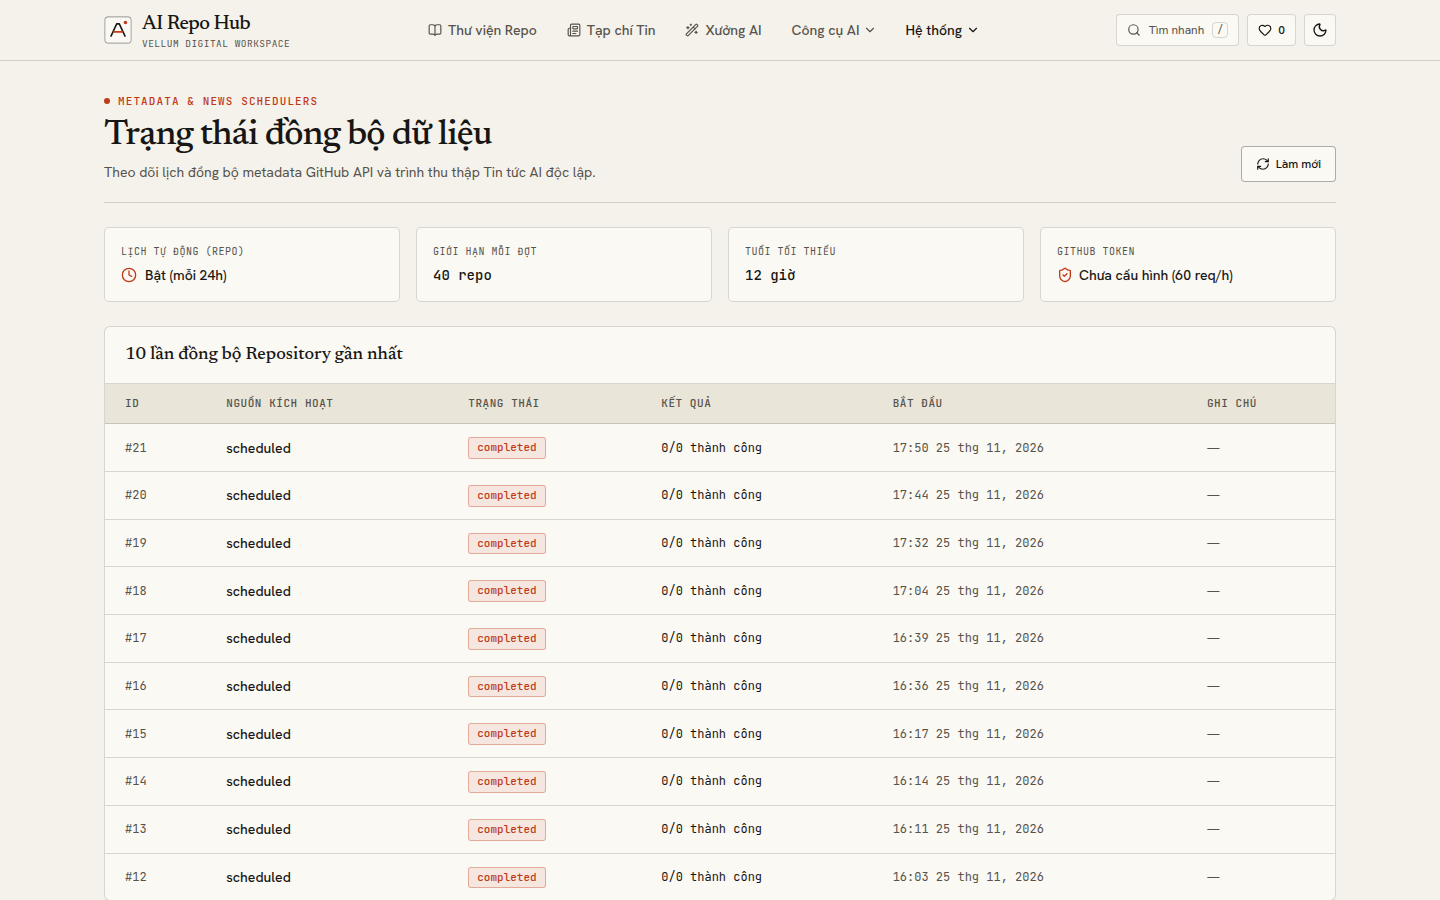 AI Repo Hub
VELLUM DIGITAL WORKSPACE
Thư viện Repo
Tạp chí Tin
Xưởng AI
Công cụ AI
Hệ thống
Tìm nhanh /
0
METADATA & NEWS SCHEDULERS
Trạng thái đồng bộ dữ liệu
Theo dõi lịch đồng bộ metadata GitHub API và trình thu thập Tin tức AI độc lập.
Làm mới
LỊCH TỰ ĐỘNG (REPO)
Bật (mỗi 24h)
GIỚI HẠN MỖI ĐỢT
40 repo
TUỔI TỐI THIỂU
12 giờ
GITHUB TOKEN
Chưa cấu hình (60 req/h)
10 lần đồng bộ Repository gần nhất
ID NGUỒN KÍCH HOẠT TRẠNG THÁI KẾT QUẢ BẮT ĐẦU GHI CHÚ
#21 scheduled completed 0/0 thành công 17:50 25 thg 11, 2026 —
#20 scheduled completed 0/0 thành công 17:44 25 thg 11, 2026 —
#19 scheduled completed 0/0 thành công 17:32 25 thg 11, 2026 —
#18 scheduled completed 0/0 thành công 17:04 25 thg 11, 2026 —
#17 scheduled completed 0/0 thành công 16:39 25 thg 11, 2026 —
#16 scheduled completed 0/0 thành công 16:36 25 thg 11, 2026 —
#15 scheduled completed 0/0 thành công 16:17 25 thg 11, 2026 —
#14 scheduled completed 0/0 thành công 16:14 25 thg 11, 2026 —
#13 scheduled completed 0/0 thành công 16:11 25 thg 11, 2026 —
#12 scheduled completed 0/0 thành công 16:03 25 thg 11, 2026 —